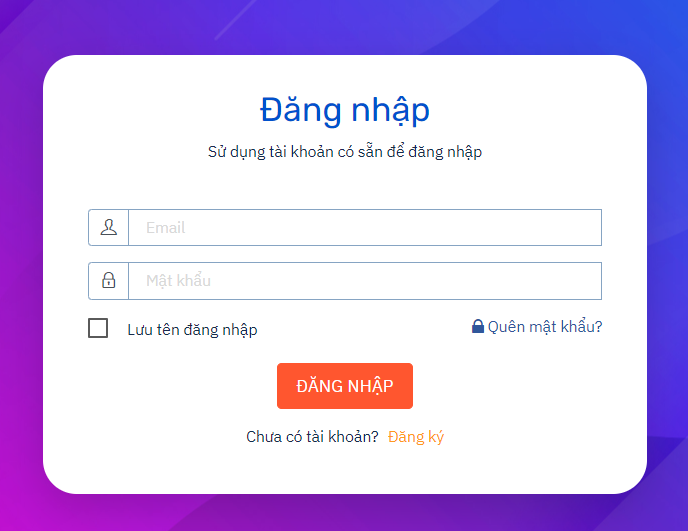 Đăng nhập
Sử dụng tài khoản có sẵn để đăng nhập
Email
Mật khẩu
Lưu tên đăng nhập
Quên mật khẩu?
ĐĂNG NHẬP
Chưa có tài khoản? Đăng ký